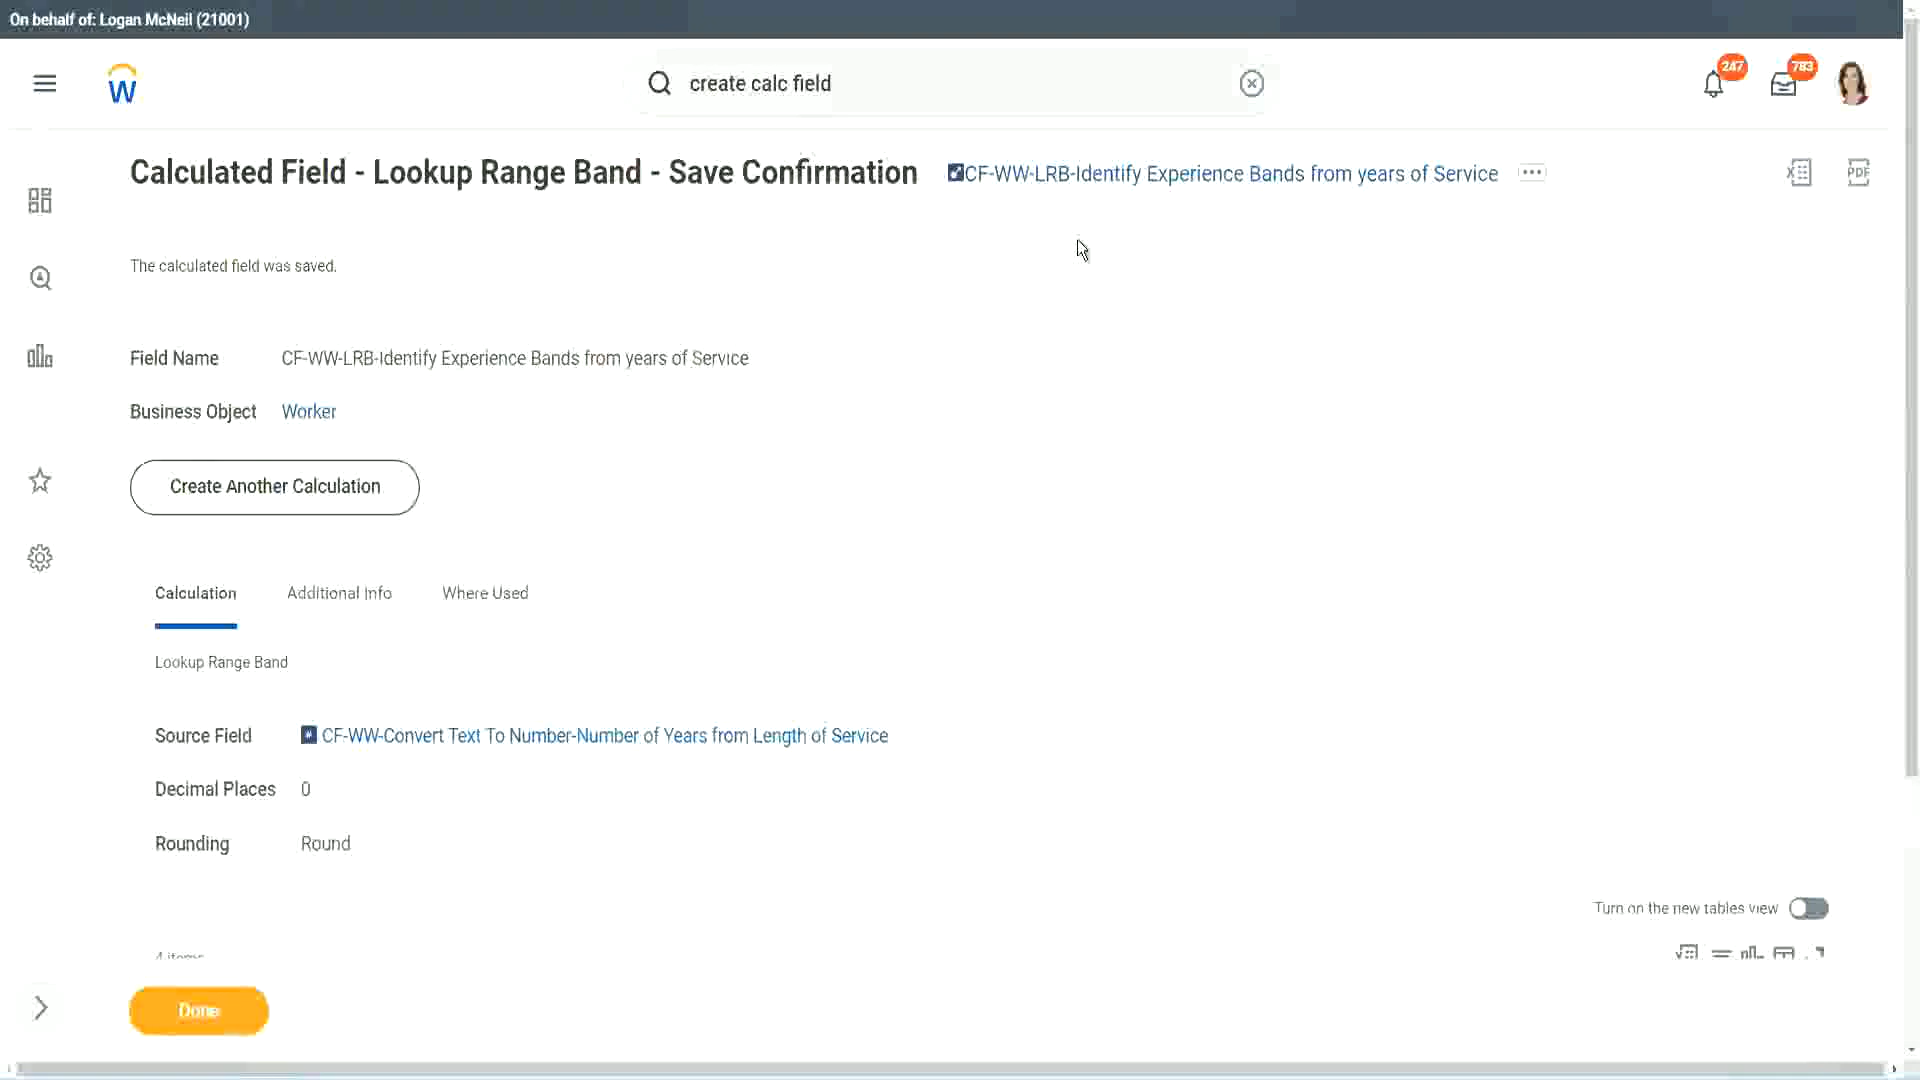 On behalf of: Logan McNeil (21001)
W
create calc field
247
783
Calculated Field - Lookup Range Band - Save Confirmation
CF-WW-LRB-Identify Experience Bands from years of Service
PDF
The calculated field was saved.
Field Name CF-WW-LRB-Identify Experience Bands from years of Service
Business Object Worker
Create Another Calculation
Calculation Additional Info Where Used
Lookup Range Band
Source Field CF-WW-Convert Text To Number-Number of Years from Length of Service
Decimal Places 0
Rounding Round
Turn on the new tables view
4 items
Done